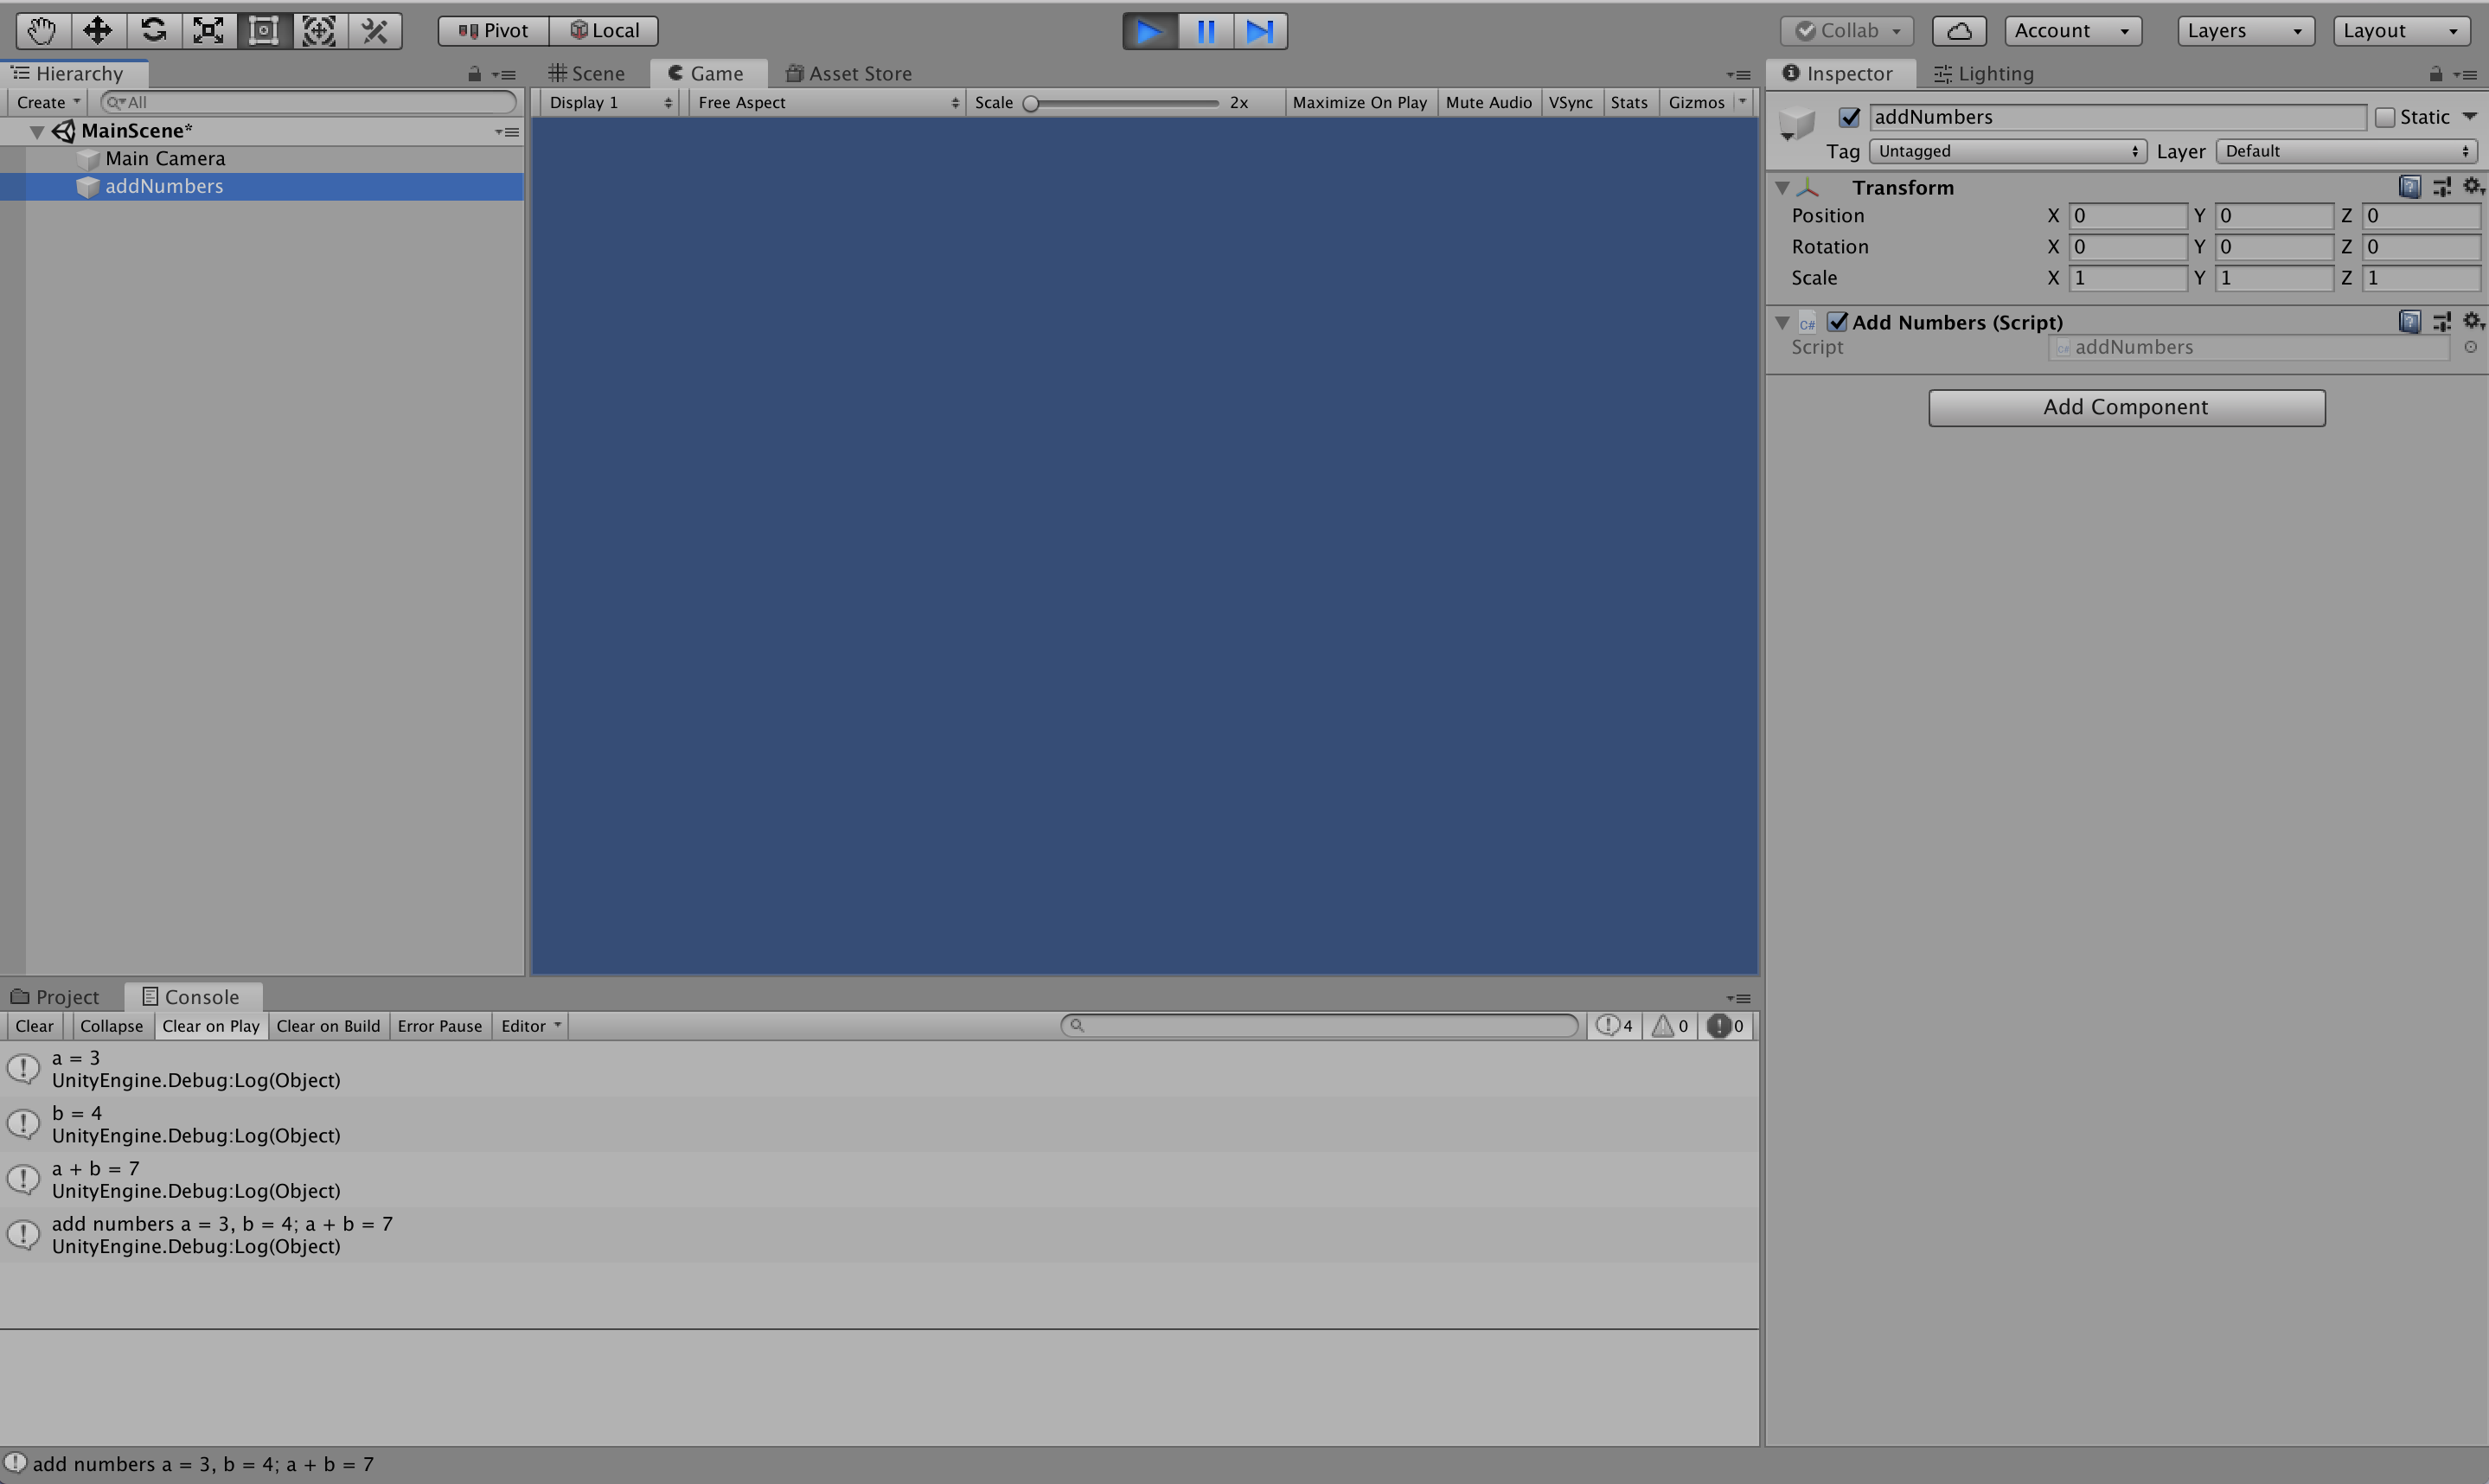 Pivot Local Collab Account Layers Layout
Hierarchy
Create All
MainScene*
Main Camera
addNumbers
Scene Game Asset Store
Display 1 Free Aspect Scale 2x Maximize On Play Mute Audio VSync Stats Gizmos
Inspector Lighting
addNumbers Static
Tag Untagged Layer Default
Transform
Position X 0 Y 0 Z 0
Rotation X 0 Y 0 Z 0
Scale X 1 Y 1 Z 1
C# Add Numbers (Script)
Script addNumbers
Add Component
Project Console
Clear Collapse Clear on Play Clear on Build Error Pause Editor 4 0 0
a = 3
UnityEngine.Debug:Log(Object)
b = 4
UnityEngine.Debug:Log(Object)
a + b = 7
UnityEngine.Debug:Log(Object)
add numbers a = 3, b = 4; a + b = 7
UnityEngine.Debug:Log(Object)
add numbers a = 3, b = 4; a + b = 7